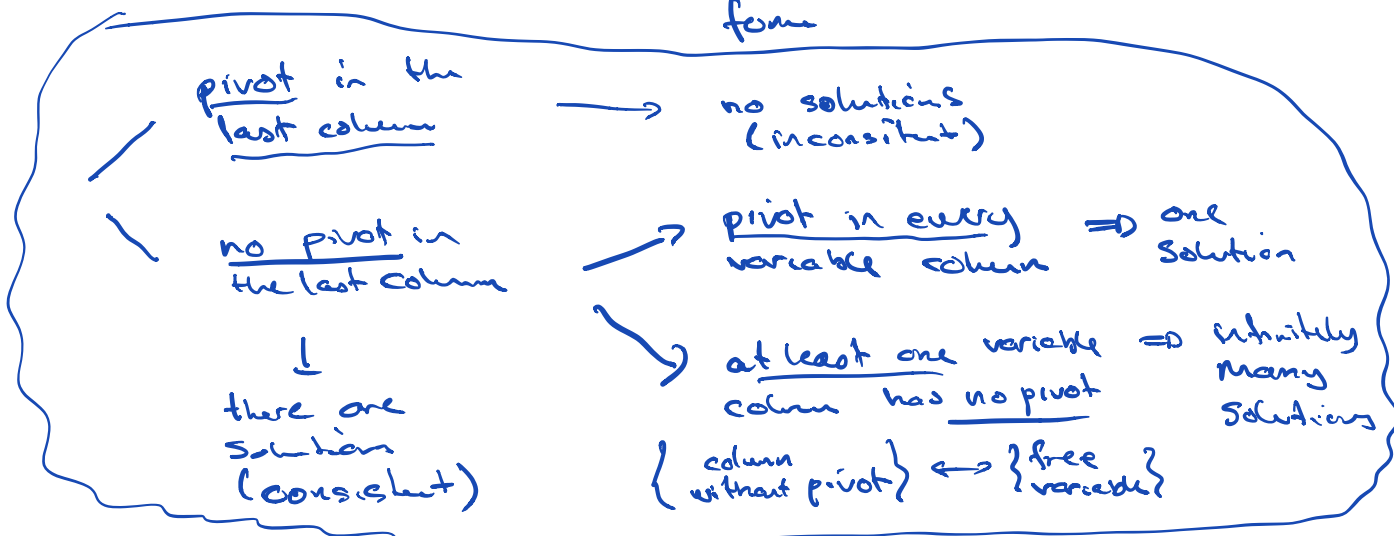 form
pivot in the
last column
no solutions
(inconsitent)
no pivot in
the last column
pivot in every
variable column
⇒ one
solution
at least one variable
column has no pivot
⇒ infinitely
many
solutions
there are
solutions
(consistent)
{column
without pivot} ↔ {free
variable}